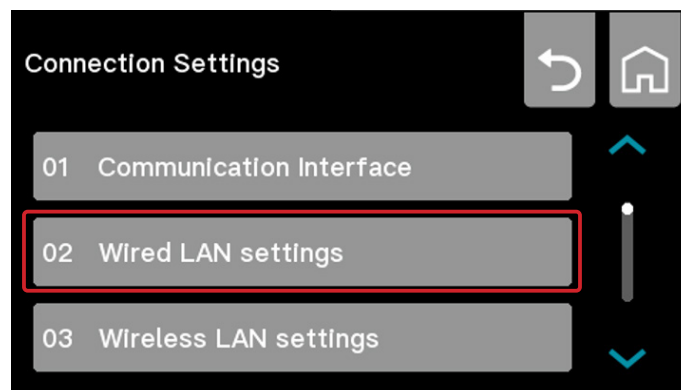 Connection Settings
01 Communication Interface
02 Wired LAN settings
03 Wireless LAN settings